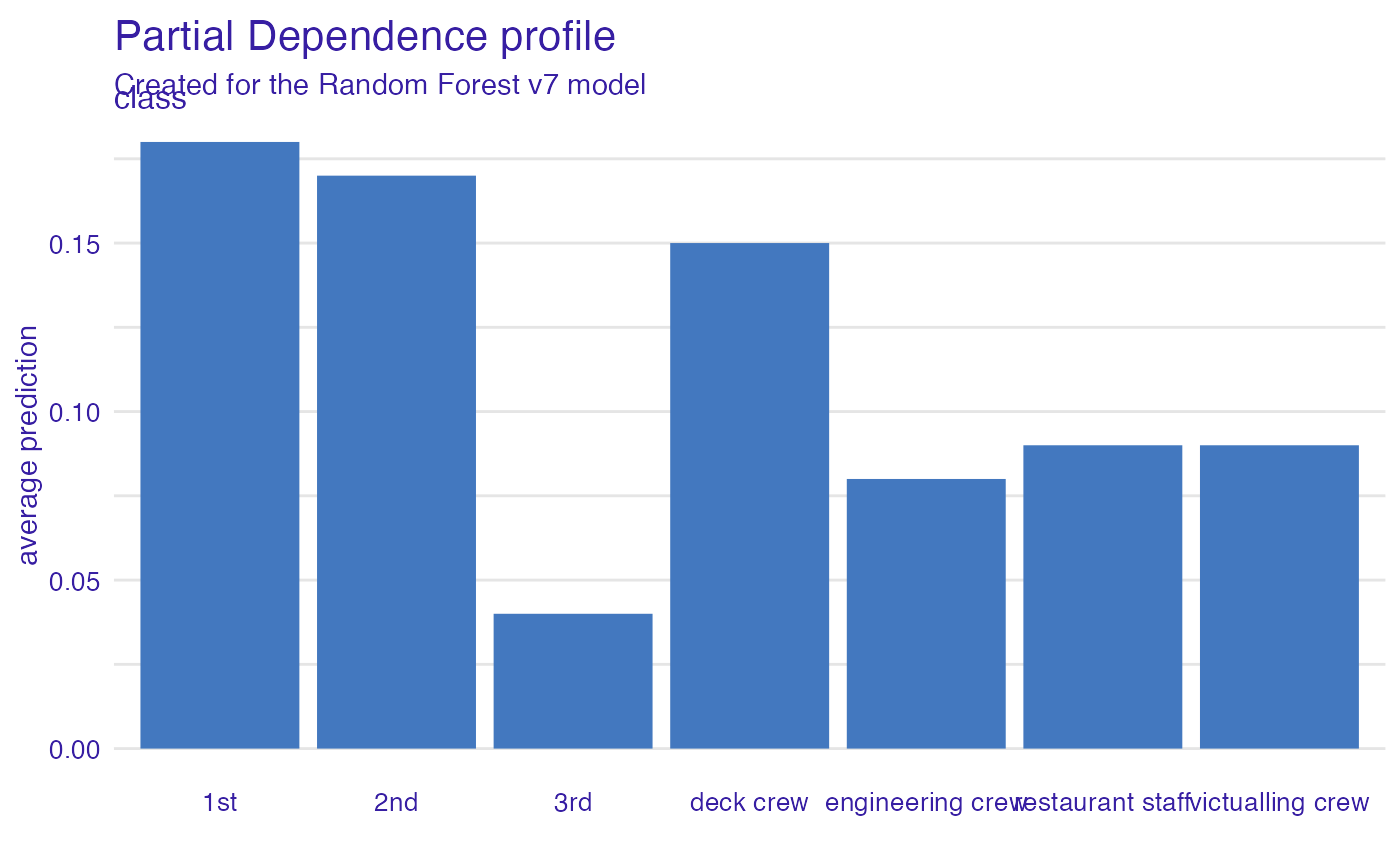 Partial Dependence profile
Created for the Random Forest v7 model
class
average prediction
0.15
0.10
0.05
0.00
1st 2nd 3rd deck crew engineering crew restaurant staff victualling crew